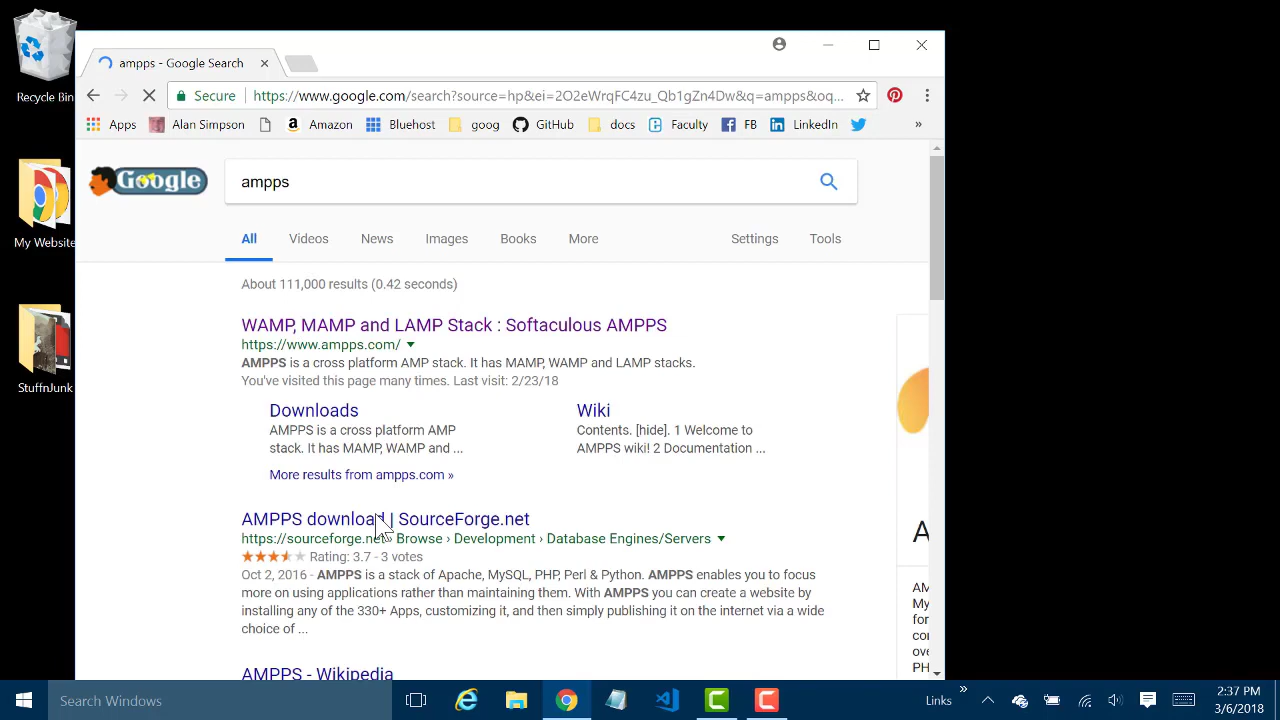 Recycle Bin
My Website
StuffnJunk
ampps - Google Search
Secure
https://www.google.com/search?source=hp&ei=2O2eWrqFC4zu_Qb1gZn4Dw&q=ampps&oq...
Apps Alan Simpson Amazon Bluehost goog GitHub docs Faculty FB LinkedIn »
Google
ampps
All Videos News Images Books More Settings Tools
About 111,000 results (0.42 seconds)
WAMP, MAMP and LAMP Stack : Softaculous AMPPS
https://www.ampps.com/
AMPPS is a cross platform AMP stack. It has MAMP, WAMP and LAMP stacks.
You've visited this page many times. Last visit: 2/23/18
Downloads
AMPPS is a cross platform AMP
stack. It has MAMP, WAMP and ...
Wiki
Contents. [hide]. 1 Welcome to
AMPPS wiki! 2 Documentation ...
More results from ampps.com »
AMPPS download | SourceForge.net
https://sourceforge.net › Browse › Development › Database Engines/Servers
Rating: 3.7 - 3 votes
Oct 2, 2016 - AMPPS is a stack of Apache, MySQL, PHP, Perl & Python. AMPPS enables you to focus
more on using applications rather than maintaining them. With AMPPS you can create a website by
installing any of the 330+ Apps, customizing it, and then simply publishing it on the internet via a wide
choice of ...
AMPPS - Wikipedia
A
AM
My
for
con
ove
PH
Search Windows
Links »
2:37 PM
3/6/2018